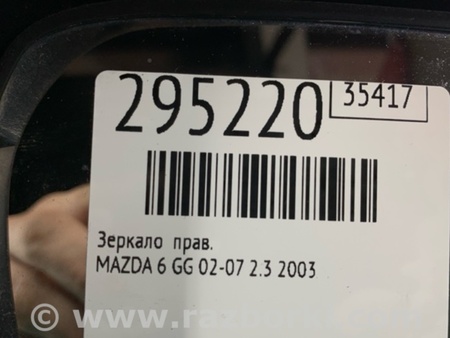 295220 35417
Зеркало прав.
MAZDA 6 GG 02-07 2.3 2003